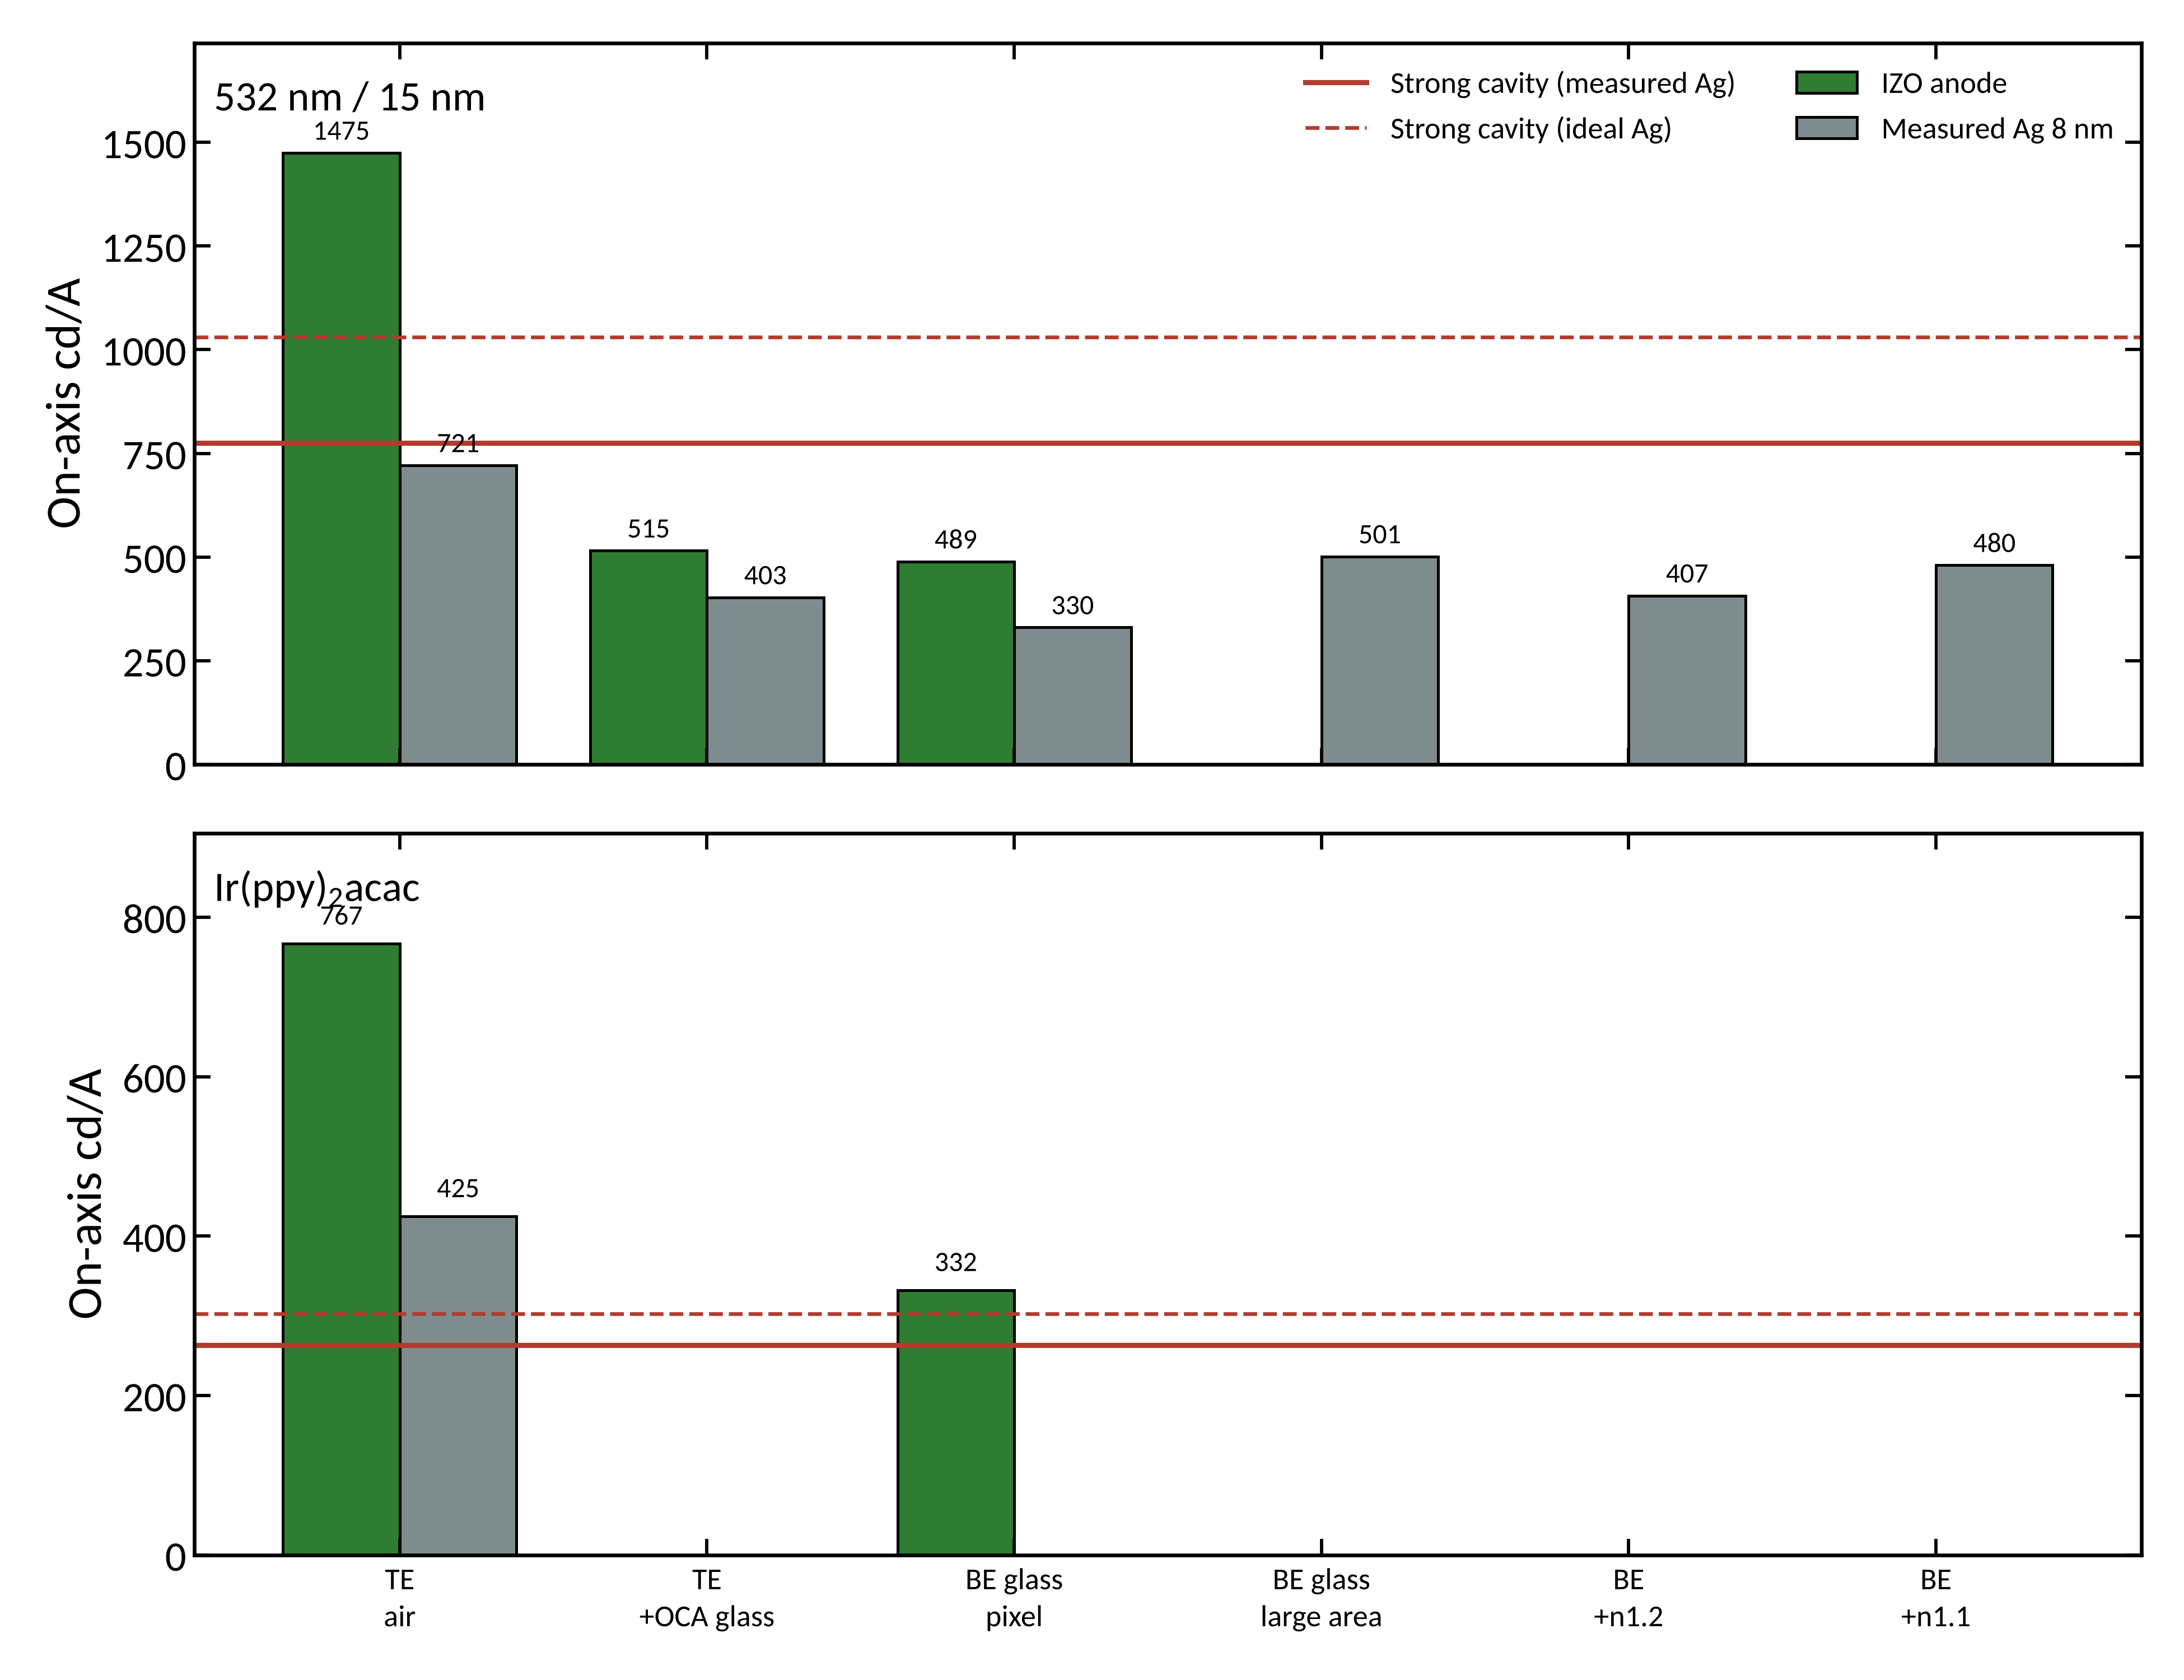 532 nm / 15 nm
Strong cavity (measured Ag)
Strong cavity (ideal Ag)
IZO anode
Measured Ag 8 nm
On-axis cd/A
1500
1250
1000
750
500
250
0
1475
721
515
403
489
330
501
407
480
Ir(ppy)₂acac
On-axis cd/A
800
600
400
200
0
767
425
332
TE
air
TE
+OCA glass
BE glass
pixel
BE glass
large area
BE
+n1.2
BE
+n1.1